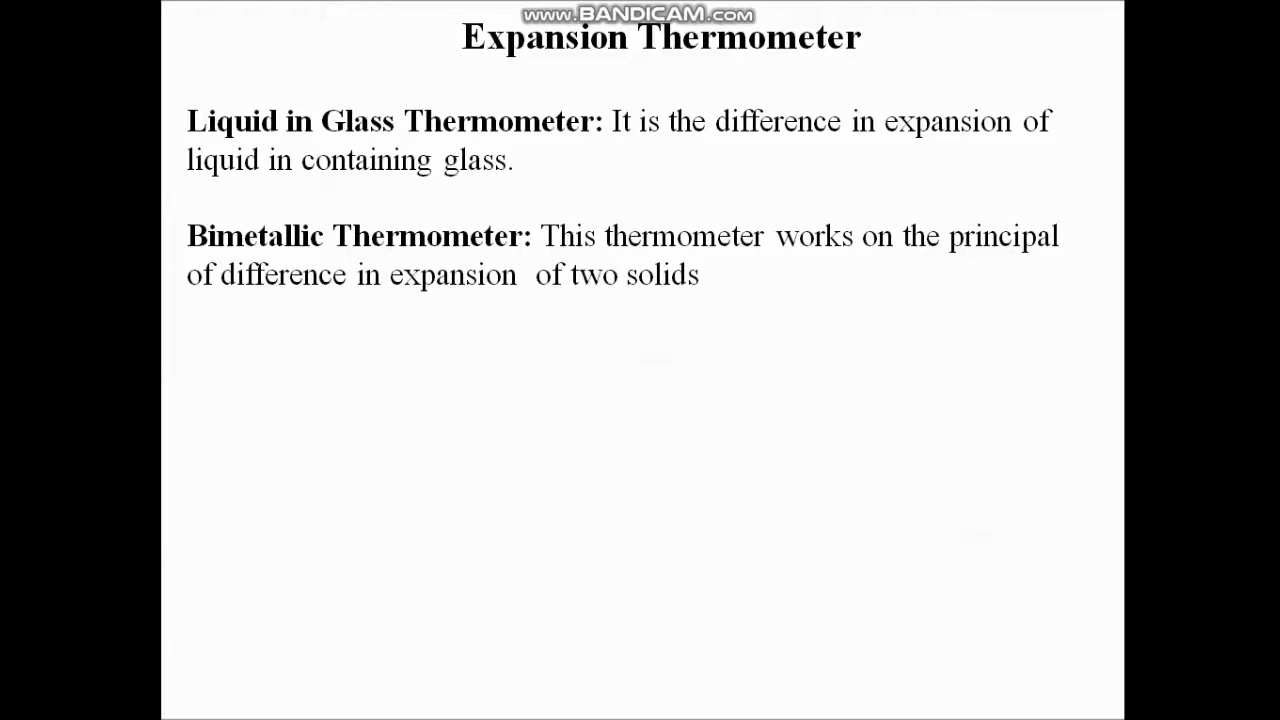 www.BANDICAM.com
Expansion Thermometer
Liquid in Glass Thermometer: It is the difference in expansion of
liquid in containing glass.
Bimetallic Thermometer: This thermometer works on the principal
of difference in expansion of two solids